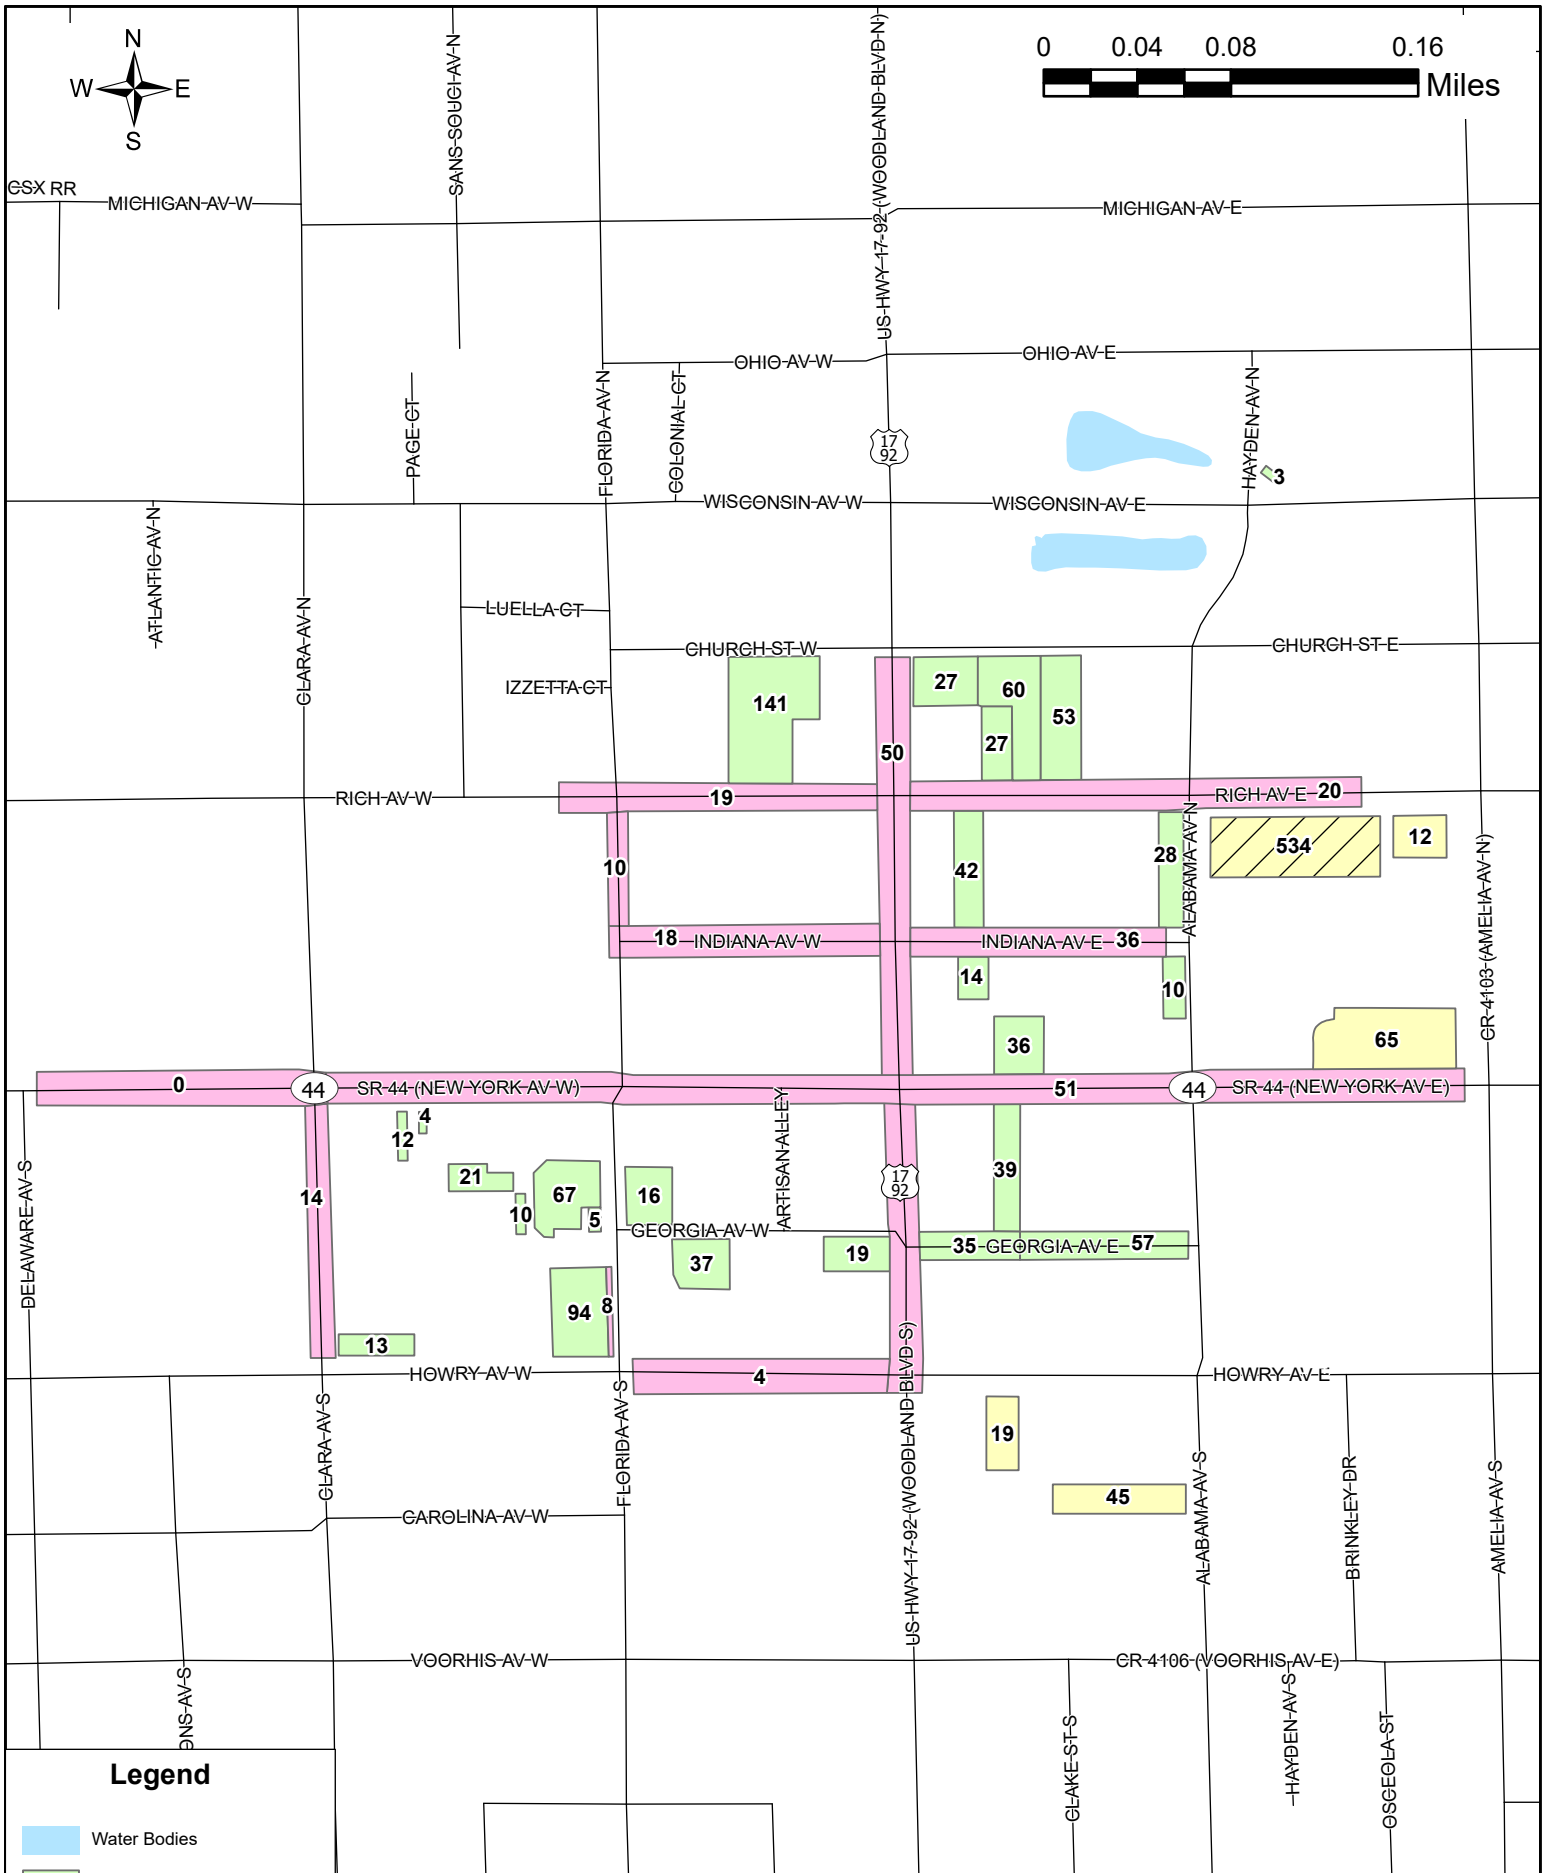 N
W E
S
0 0.04 0.08 0.16
Miles
SANS SOUCI AV N
US HWY 17-92 (WOODLAND BLVD N)
CSX RR
MICHIGAN AV W
MICHIGAN AV E
OHIO AV W
OHIO AV E
PAGE CT
FLORIDA AV N
COLONIAL CT
17
92
HAYDEN AV N
3
WISCONSIN AV W
WISCONSIN AV E
ATLANTIC AV N
CLARA AV N
LUELLA CT
CHURCH ST W
CHURCH ST E
IZZETTA CT
141
27
60
53
27
50
RICH AV W
19
RICH AV E 20
10
42
28
ALABAMA AV N
534
12
CR 4103 (AMELIA AV N)
18 INDIANA AV W
INDIANA AV E 36
14
10
36
65
0
44
SR 44 (NEW YORK AV W)
51
44
SR 44 (NEW YORK AV E)
DELAWARE AV S
14
12
4
21
10
67
5
16
ARTISAN ALLEY
17
92
39
GEORGIA AV W
37
19
35 GEORGIA AV E 57
13
94
8
HOWRY AV W
4
HOWRY AV E
CLARA AV S
FLORIDA AV S
US HWY 17-92 (WOODLAND BLVD S)
19
45
ALABAMA AV S
BRINKLEY DR
AMELIA AV S
CAROLINA AV W
VOORHIS AV W
CR 4106 (VOORHIS AV E)
ONS AV S
CLAKE ST S
HAYDEN AV S
OSCEOLA ST
Legend
Water Bodies